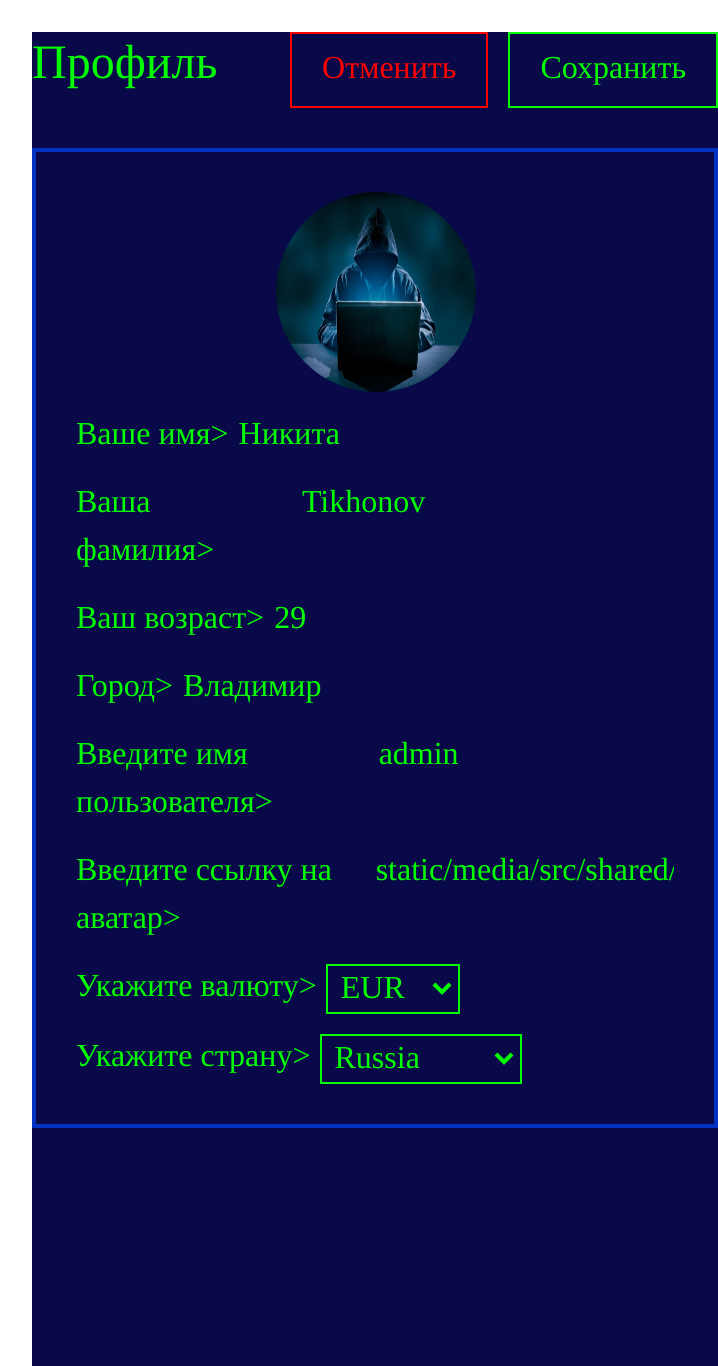 Профиль Отменить Сохранить
Ваше имя> Никита
Ваша Tikhonov
фамилия>
Ваш возраст> 29
Город> Владимир
Введите имя admin
пользователя>
Введите ссылку на static/media/src/shared/
аватар>
Укажите валюту> EUR
Укажите страну> Russia